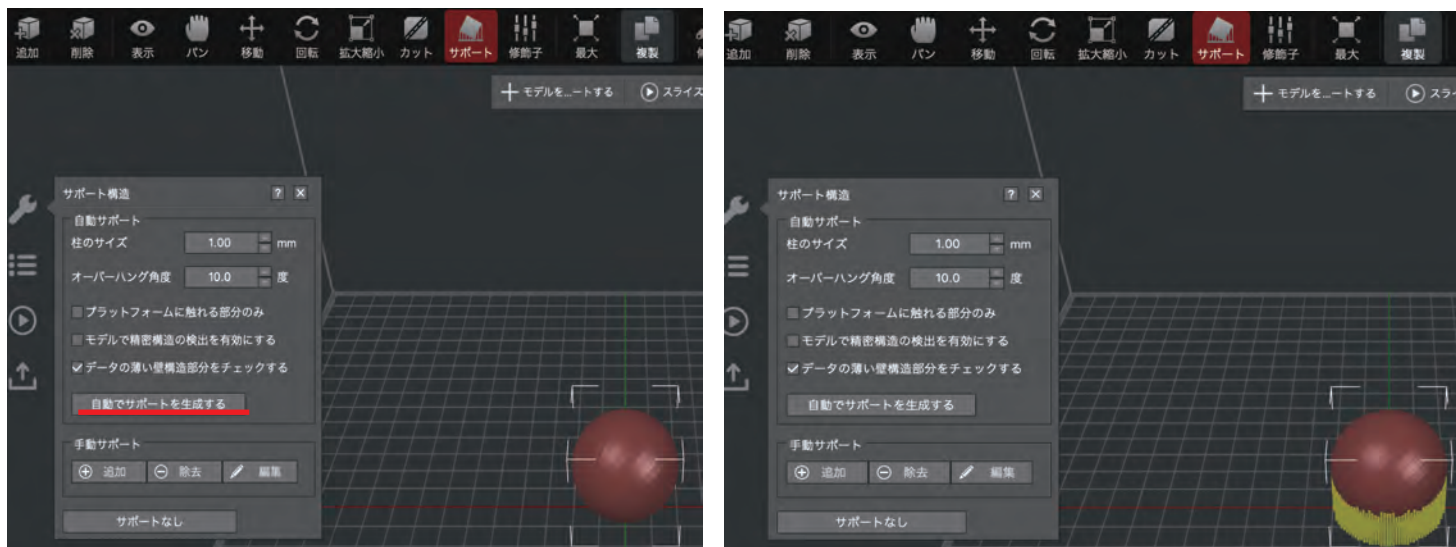 追加 削除 表示 パン 移動 回転 拡大縮小 カット サポート 修飾子 最大 複製
＋ モデルを...ートする スライス
サポート構造 ? ×
自動サポート
柱のサイズ 1.00 mm
オーバーハング角度 10.0 度
プラットフォームに触れる部分のみ
モデルで精密構造の検出を有効にする
データの薄い壁構造部分をチェックする
自動でサポートを生成する
手動サポート
追加 除去 編集
サポートなし
追加 削除 表示 パン 移動 回転 拡大縮小 カット サポート 修飾子 最大 複製
＋ モデルを...ートする スライ
サポート構造 ? ×
自動サポート
柱のサイズ 1.00 mm
オーバーハング角度 10.0 度
プラットフォームに触れる部分のみ
モデルで精密構造の検出を有効にする
データの薄い壁構造部分をチェックする
自動でサポートを生成する
手動サポート
追加 除去 編集
サポートなし